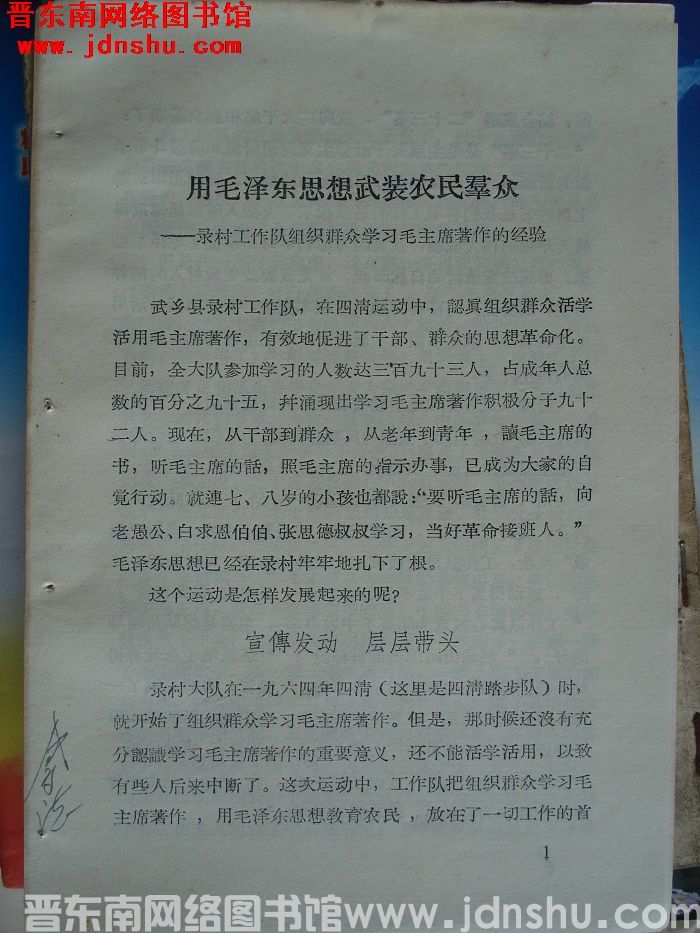 晋东南网络图书馆
www.jdnshu.com
用毛泽东思想武装农民羣众
——录村工作队组织群众学习毛主席著作的经验
武乡县录村工作队，在四清运动中，認眞组织群众活学
活用毛主席著作，有效地促进了干部、群众的思想革命化。
目前，全大队参加学习的人数达三百九十三人，占成年人总
数的百分之九十五，幷涌现出学习毛主席著作积极分子九十
二人。现在，从干部到群众，从老年到靑年，讀毛主席的
书，听毛主席的話，照毛主席的指示办事，已成为大家的自
覚行动。就連七、八岁的小孩也都說：“要听毛主席的話，向
老愚公、白求恩伯伯、张思德叔叔学习，当好革命接班人。”
毛泽东思想已经在录村牢牢地扎下了根。
这个运动是怎样发展起来的呢？
宣傳发动　层层带头
录村大队在一九六四年四清（这里是四清踏步队）时，
就开始了组织群众学习毛主席著作。但是，那时候还沒有充
分認識学习毛主席著作的重要意义，还不能活学活用，以致
有些人后来中断了。这次运动中，工作队把组织群众学习毛
主席著作，用毛泽东思想敎育农民，放在了一切工作的首
1
晋东南网络图书馆www.jdnshu.com